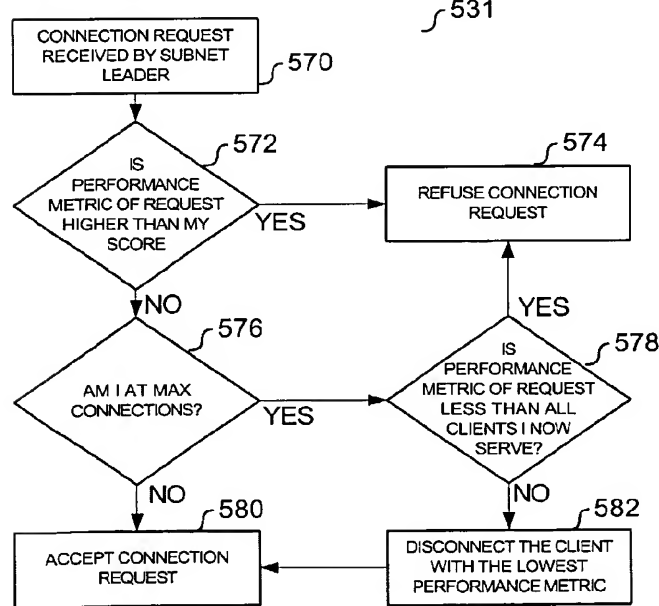 531
CONNECTION REQUEST
RECEIVED BY SUBNET
LEADER
570
572
IS
PERFORMANCE
METRIC OF REQUEST
HIGHER THAN MY
SCORE
YES
574
REFUSE CONNECTION
REQUEST
NO
576
AM I AT MAX
CONNECTIONS?
YES
YES
578
IS
PERFORMANCE
METRIC OF REQUEST
LESS THAN ALL
CLIENTS I NOW
SERVE?
NO
580
ACCEPT CONNECTION
REQUEST
NO
582
DISCONNECT THE CLIENT
WITH THE LOWEST
PERFORMANCE METRIC